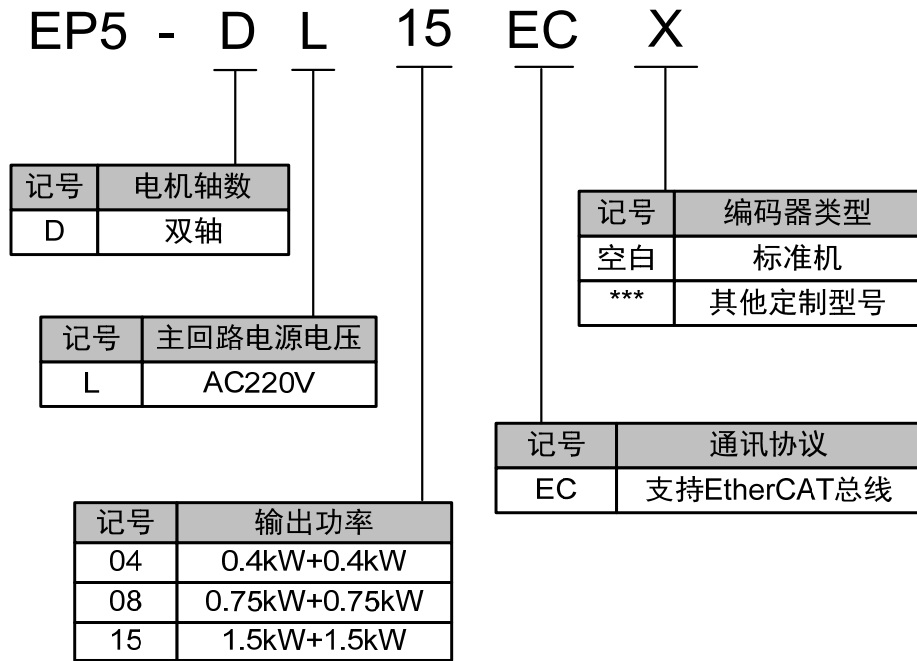 EP5 - D L 15 EC X
记号 电机轴数
D 双轴
记号 编码器类型
空白 标准机
*** 其他定制型号
记号 主回路电源电压
L AC220V
记号 通讯协议
EC 支持EtherCAT总线
记号 输出功率
04 0.4kW+0.4kW
08 0.75kW+0.75kW
15 1.5kW+1.5kW